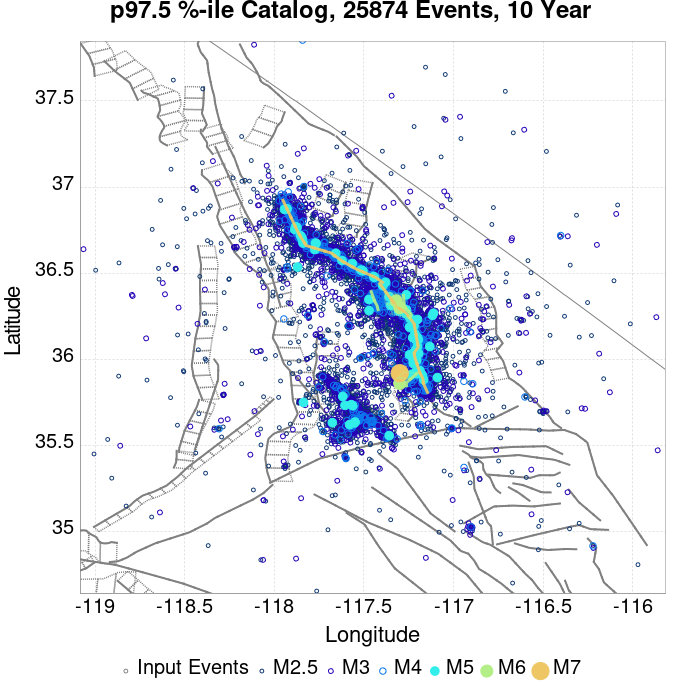 p97.5 %-ile Catalog, 25874 Events, 10 Year
37.5
37
36.5
36
35.5
35
Latitude
-119 -118.5 -118 -117.5 -117 -116.5 -116
Longitude
Input Events M2.5 M3 M4 M5 M6 M7